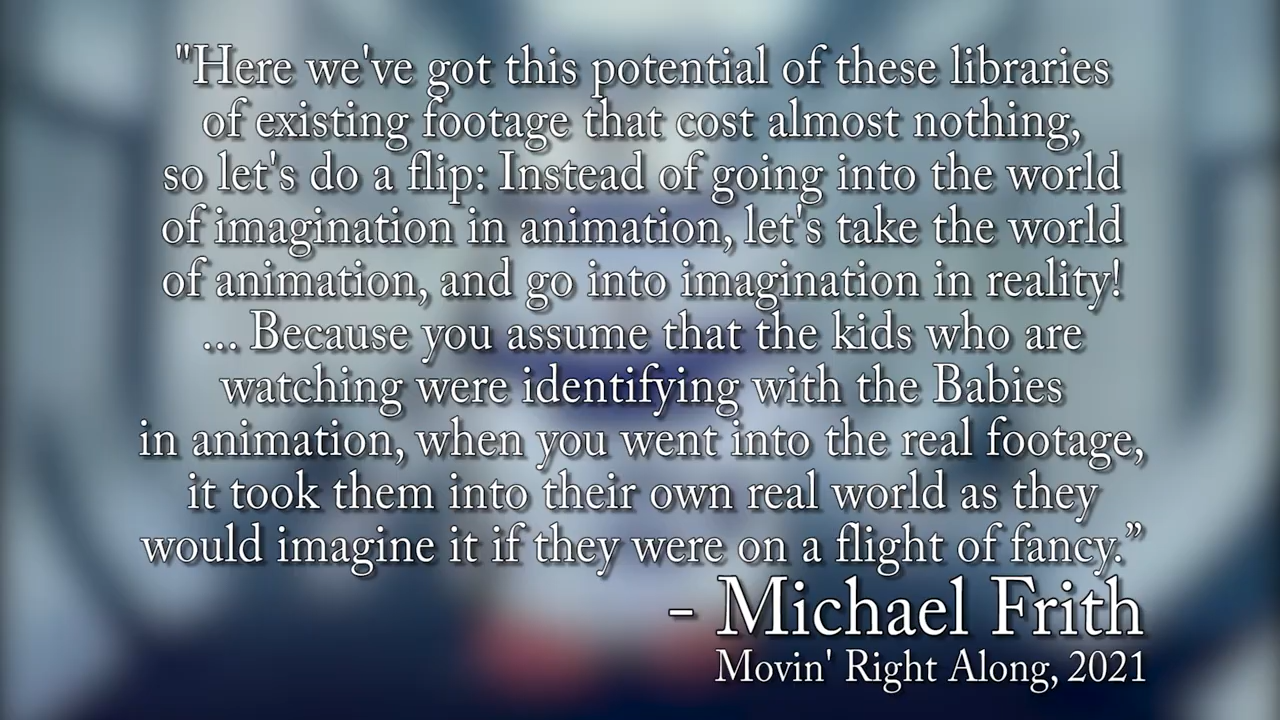 "Here we've got this potential of these libraries
of existing footage that cost almost nothing,
so let's do a flip: Instead of going into the world
of imagination in animation, let's take the world
of animation, and go into imagination in reality!
... Because you assume that the kids who are
watching were identifying with the Babies
in animation, when you went into the real footage,
it took them into their own real world as they
would imagine it if they were on a flight of fancy.”
- Michael Frith
Movin' Right Along, 2021